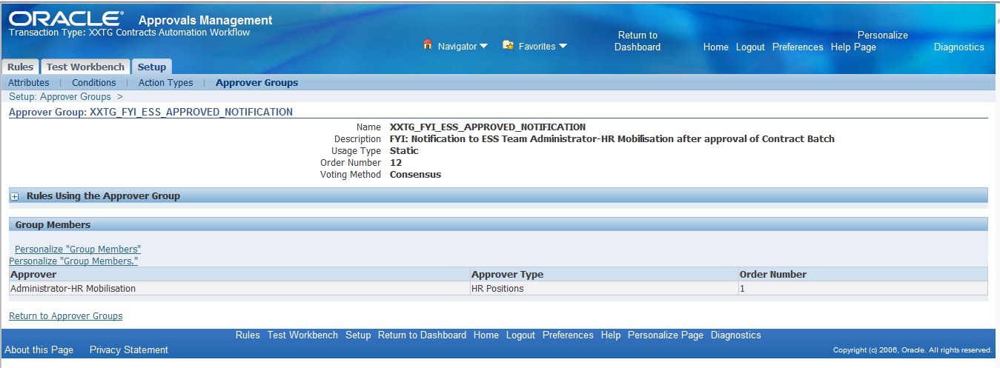 ORACLE® Approvals Management
Transaction Type: XXTG Contracts Automation Workflow
Navigator Favorites Return to Dashboard Home Logout Preferences Personalize Help Page Diagnostics
Rules Test Workbench Setup
Attributes | Conditions | Action Types | Approver Groups
Setup: Approver Groups >
Approver Group: XXTG_FYI_ESS_APPROVED_NOTIFICATION
Name XXTG_FYI_ESS_APPROVED_NOTIFICATION
Description FYI: Notification to ESS Team Administrator-HR Mobilisation after approval of Contract Batch
Usage Type Static
Order Number 12
Voting Method Consensus
Rules Using the Approver Group
Group Members
Personalize "Group Members"
Personalize "Group Members."
Approver Approver Type Order Number
Administrator-HR Mobilisation HR Positions 1
Return to Approver Groups
Rules Test Workbench Setup Return to Dashboard Home Logout Preferences Help Personalize Page Diagnostics
About this Page Privacy Statement Copyright (c) 2006, Oracle. All rights reserved.